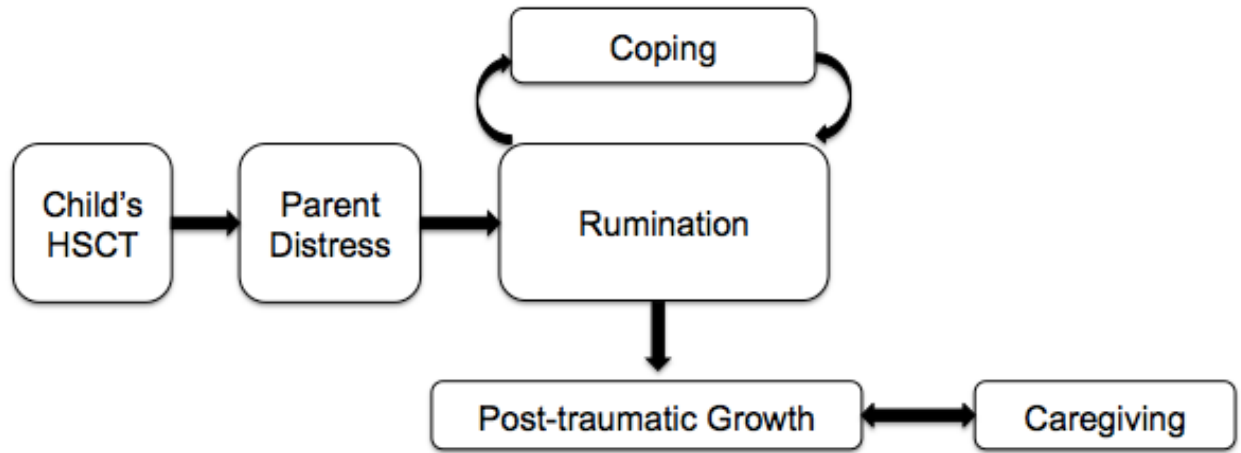 Coping
Child's
HSCT
Parent
Distress
Rumination
Post-traumatic Growth
Caregiving